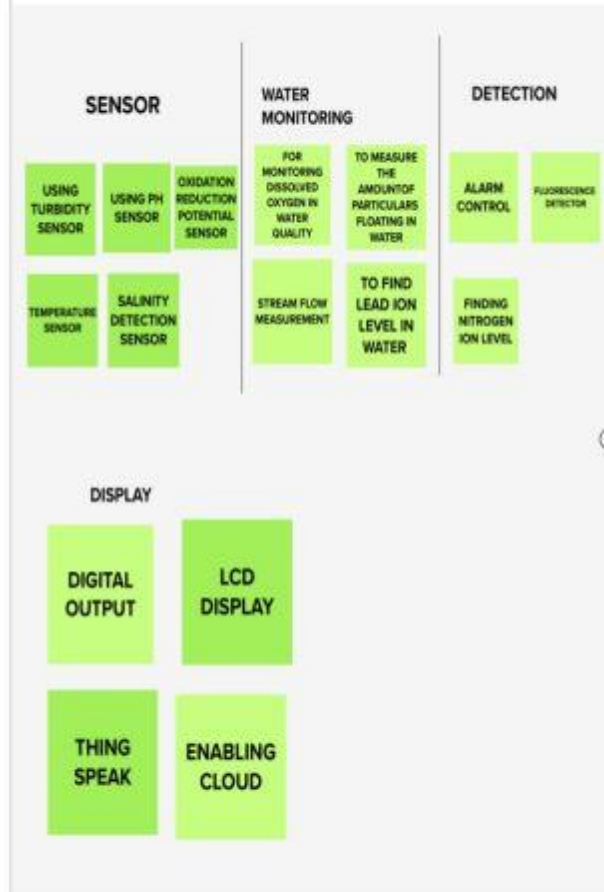 SENSOR
USING
TURBIDITY
SENSOR
USING PH
SENSOR
OXIDATION
REDUCTION
POTENTIAL
SENSOR
TEMPERATURE
SENSOR
SALINITY
DETECTION
SENSOR
WATER
MONITORING
FOR
MONITORING
DISSOLVED
OXYGEN IN
WATER
QUALITY
TO MEASURE
THE
AMOUNTOF
PARTICULARS
FLOATING IN
WATER
STREAM FLOW
MEASUREMENT
TO FIND
LEAD ION
LEVEL IN
WATER
DETECTION
ALARM
CONTROL
FLUORESCENCE
DETECTOR
FINDING
NITROGEN
ION LEVEL
DISPLAY
DIGITAL
OUTPUT
LCD
DISPLAY
THING
SPEAK
ENABLING
CLOUD